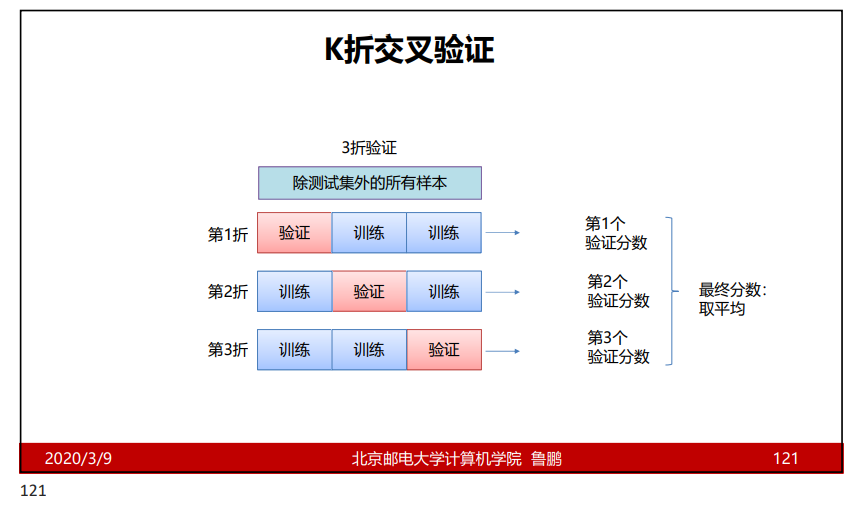 K折交叉验证
3折验证
除测试集外的所有样本
第1折
验证
训练
训练
第1个
验证分数
第2折
训练
验证
训练
第2个
验证分数
最终分数：
取平均
第3折
训练
训练
验证
第3个
验证分数
2020/3/9
北京邮电大学计算机学院 鲁鹏
121
121